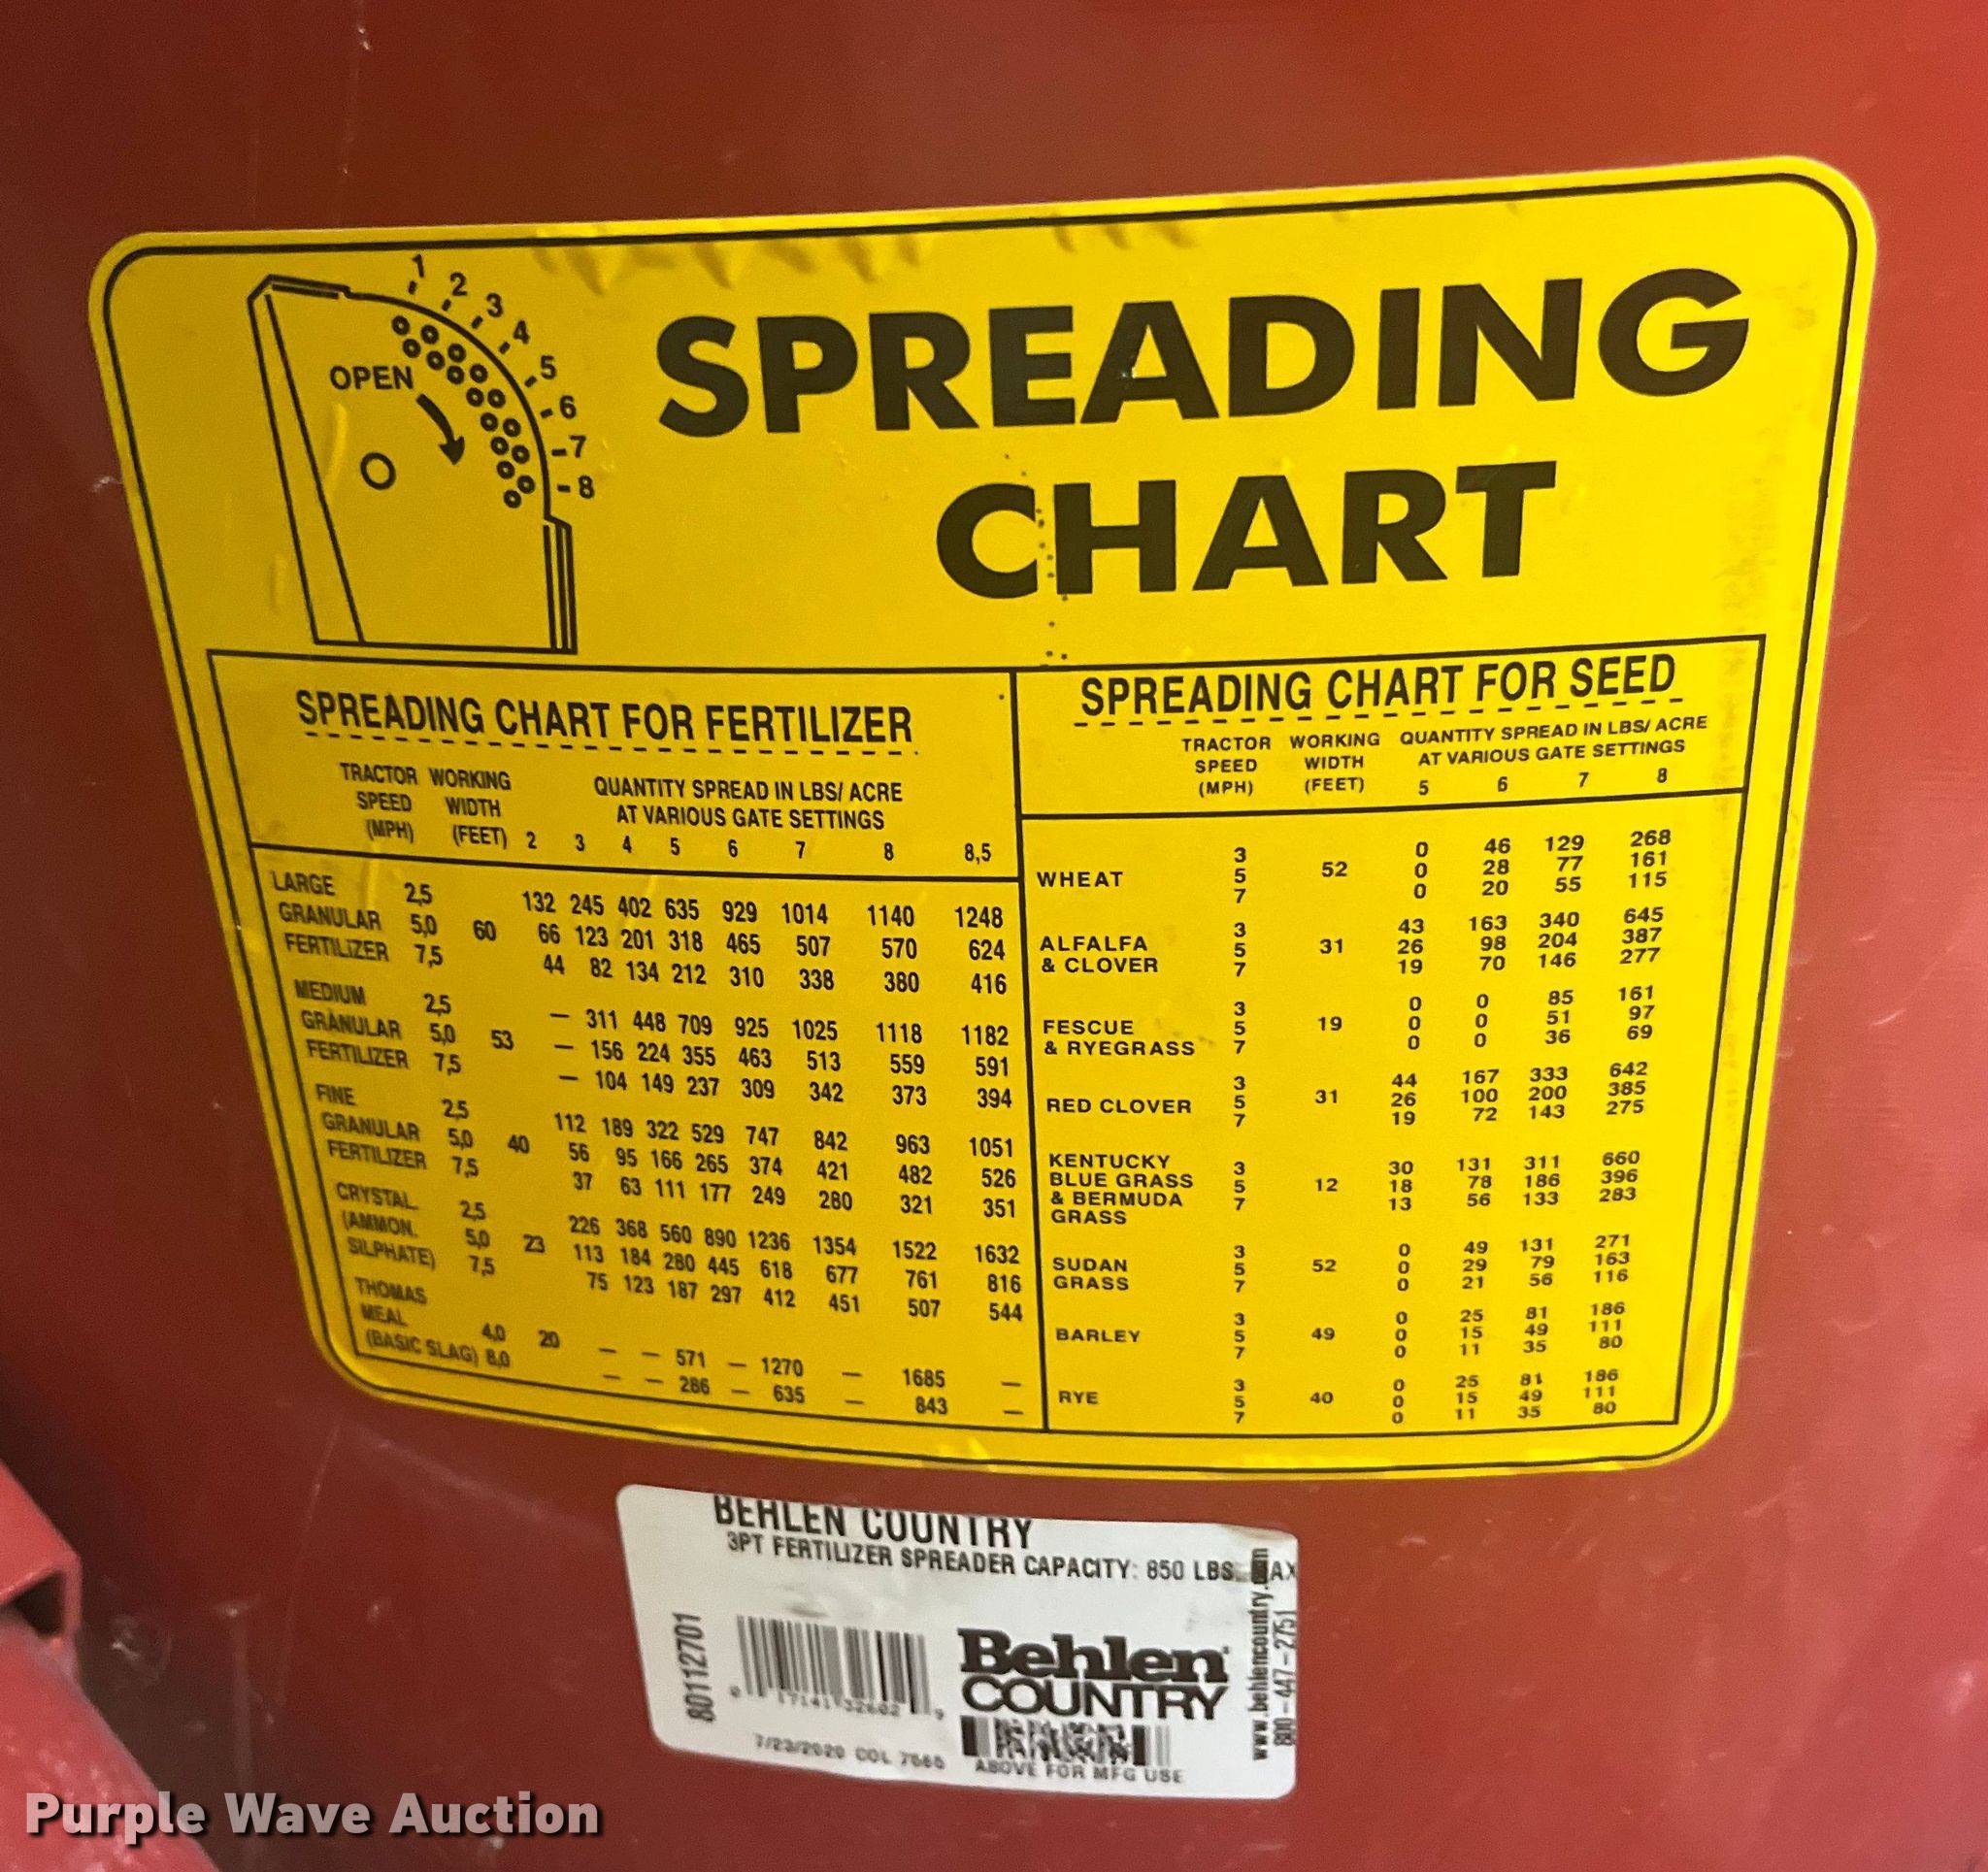 1
2
3
4
5
6
7
8
OPEN
SPREADING
CHART
SPREADING CHART FOR FERTILIZER
TRACTOR WORKING QUANTITY SPREAD IN LBS/ ACRE
SPEED WIDTH AT VARIOUS GATE SETTINGS
(MPH) (FEET) 2 3 4 5 6 7 8 8,5
LARGE 2,5 132 245 402 635 929 1014 1140 1248
GRANULAR 5,0 60 66 123 201 318 465 507 570 624
FERTILIZER 7,5 44 82 134 212 310 338 380 416
MEDIUM 2,5 — 311 448 709 925 1025 1118 1182
GRANULAR 5,0 53 — 156 224 355 463 513 559 591
FERTILIZER 7,5 — 104 149 237 309 342 373 394
FINE 2,5 112 189 322 529 747 842 963 1051
GRANULAR 5,0 40 56 95 166 265 374 421 482 526
FERTILIZER 7,5 37 63 111 177 249 280 321 351
CRYSTAL 2,5 226 368 560 890 1236 1354 1522 1632
(AMMON. 5,0 23 113 184 280 445 618 677 761 816
SILPHATE) 7,5 75 123 187 297 412 451 507 544
THOMAS
MEAL 4,0 20 — — 571 — 1270 — 1685 —
(BASIC SLAG) 8,0 — — 286 — 635 — 843 —
SPREADING CHART FOR SEED
TRACTOR WORKING QUANTITY SPREAD IN LBS/ ACRE
SPEED WIDTH AT VARIOUS GATE SETTINGS
(MPH) (FEET) 5 6 7 8
3 0 46 129 268
WHEAT 5 52 0 28 77 161
7 0 20 55 115
3 43 163 340 645
ALFALFA 5 31 26 98 204 387
& CLOVER 7 19 70 146 277
3 0 0 85 161
FESCUE 5 19 0 0 51 97
& RYEGRASS 7 0 0 36 69
3 44 167 333 642
RED CLOVER 5 31 26 100 200 385
7 19 72 143 275
KENTUCKY 3 30 131 311 660
BLUE GRASS 5 12 18 78 186 396
& BERMUDA 7 13 56 133 283
GRASS
3 0 49 131 271
SUDAN 5 52 0 29 79 163
GRASS 7 0 21 56 116
3 0 25 81 186
BARLEY 5 49 0 15 49 111
7 0 11 35 80
3 0 25 81 186
RYE 5 40 0 15 49 111
7 0 11 35 80
BEHLEN COUNTRY
3PT FERTILIZER SPREADER CAPACITY: 850 LBS.
80112701
Behlen
COUNTRY
7/23/2020 COL
ABOVE FOR MFG USE
www.behlencountry.com
800-447-2751
Purple Wave Auction